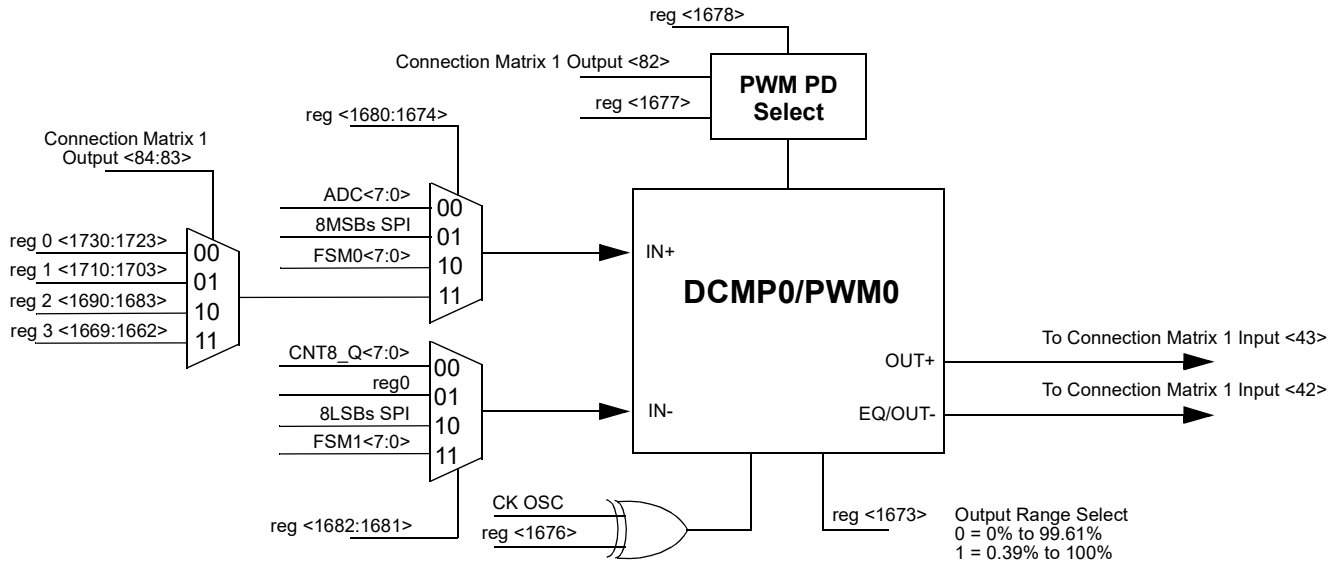 reg <1678>
Connection Matrix 1 Output <82>
PWM PD
Select
reg <1677>
reg <1680:1674>
Connection Matrix 1
Output <84:83>
ADC<7:0>
00
8MSBs SPI
01
FSM0<7:0>
10
11
reg 0 <1730:1723>
00
reg 1 <1710:1703>
01
reg 2 <1690:1683>
10
reg 3 <1669:1662>
11
IN+
DCMP0/PWM0
CNT8_Q<7:0>
00
reg0
01
8LSBs SPI
10
FSM1<7:0>
11
IN-
OUT+
To Connection Matrix 1 Input <43>
EQ/OUT-
To Connection Matrix 1 Input <42>
reg <1682:1681>
CK OSC
reg <1676>
reg <1673>
Output Range Select
0 = 0% to 99.61%
1 = 0.39% to 100%